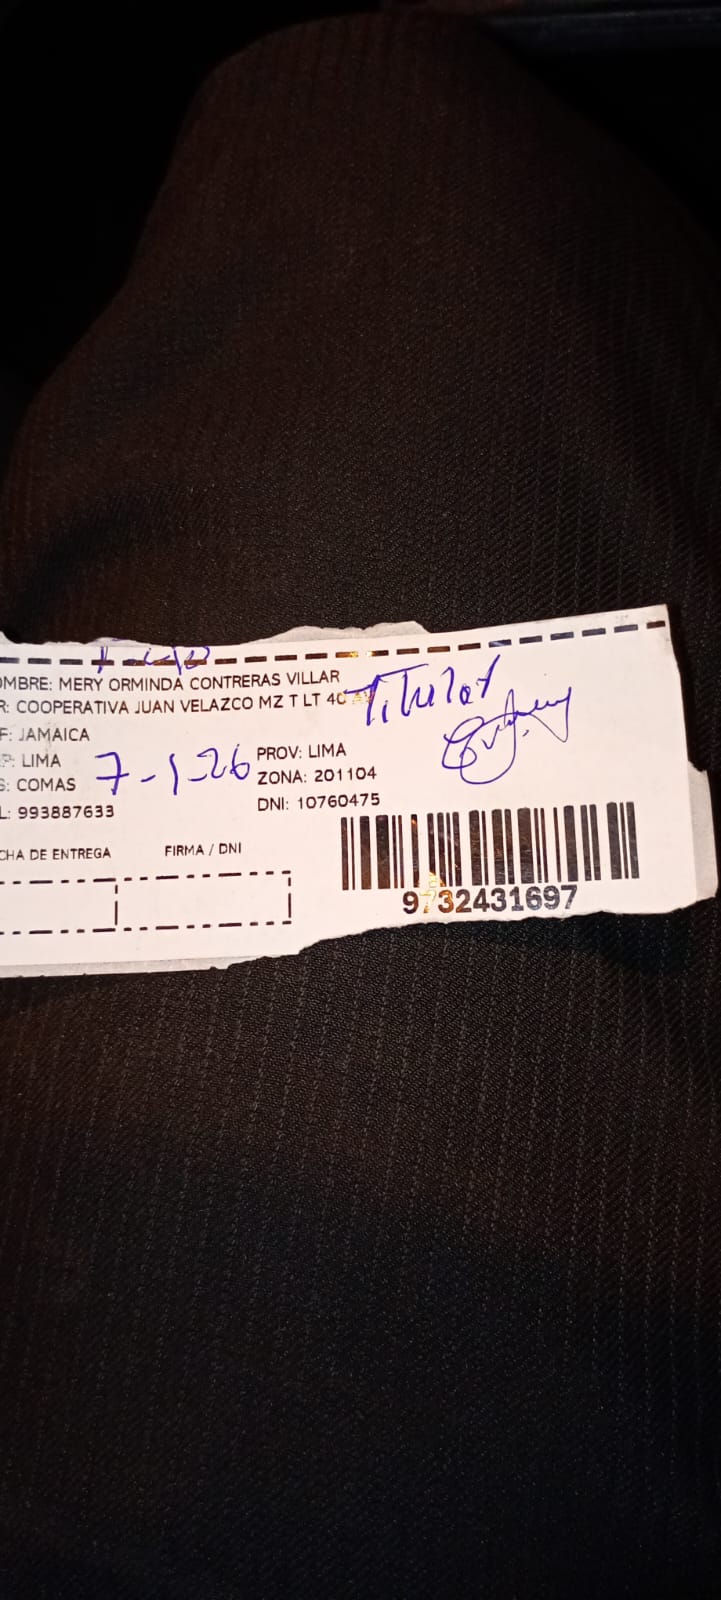 OMBRE: MERY ORMINDA CONTRERAS VILLAR
R: COOPERATIVA JUAN VELAZCO MZ T LT 40
Titular
F: JAMAICA
P: LIMA
PROV: LIMA
7-1-26
S: COMAS
ZONA: 201104
L: 993887633
DNI: 10760475
CHA DE ENTREGA
FIRMA / DNI
9732431697